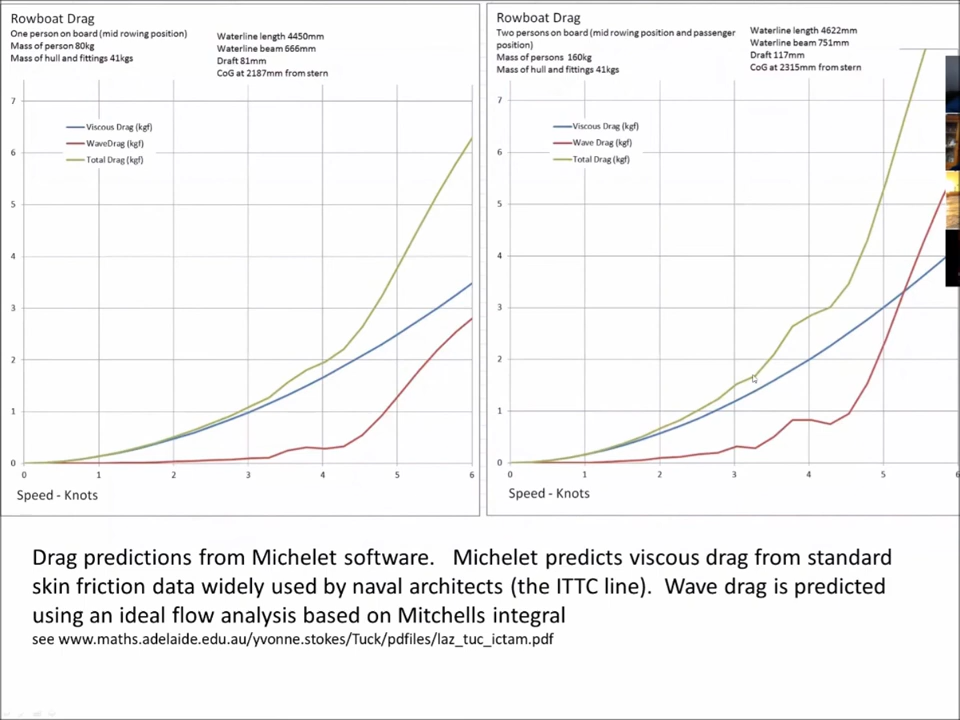 Rowboat Drag
One person on board (mid rowing position)
Mass of person 80kg
Mass of hull and fittings 41kgs
Waterline length 4450mm
Waterline beam 666mm
Draft 81mm
CoG at 2187mm from stern
7
6
5
4
3
2
1
0
Viscous Drag (kgf)
WaveDrag (kgf)
Total Drag (kgf)
0 1 2 3 4 5 6
Speed - Knots
Rowboat Drag
Two persons on board (mid rowing position and passenger
position)
Mass of persons 160kg
Mass of hull and fittings 41kgs
Waterline length 4622mm
Waterline beam 751mm
Draft 117mm
CoG at 2315mm from stern
7
6
5
4
3
2
1
0
Viscous Drag (kgf)
Wave Drag (kgf)
Total Drag (kgf)
0 1 2 3 4 5 6
Speed - Knots
Drag predictions from Michelet software. Michelet predicts viscous drag from standard
skin friction data widely used by naval architects (the ITTC line). Wave drag is predicted
using an ideal flow analysis based on Mitchells integral
see www.maths.adelaide.edu.au/yvonne.stokes/Tuck/pdfiles/laz_tuc_ictam.pdf